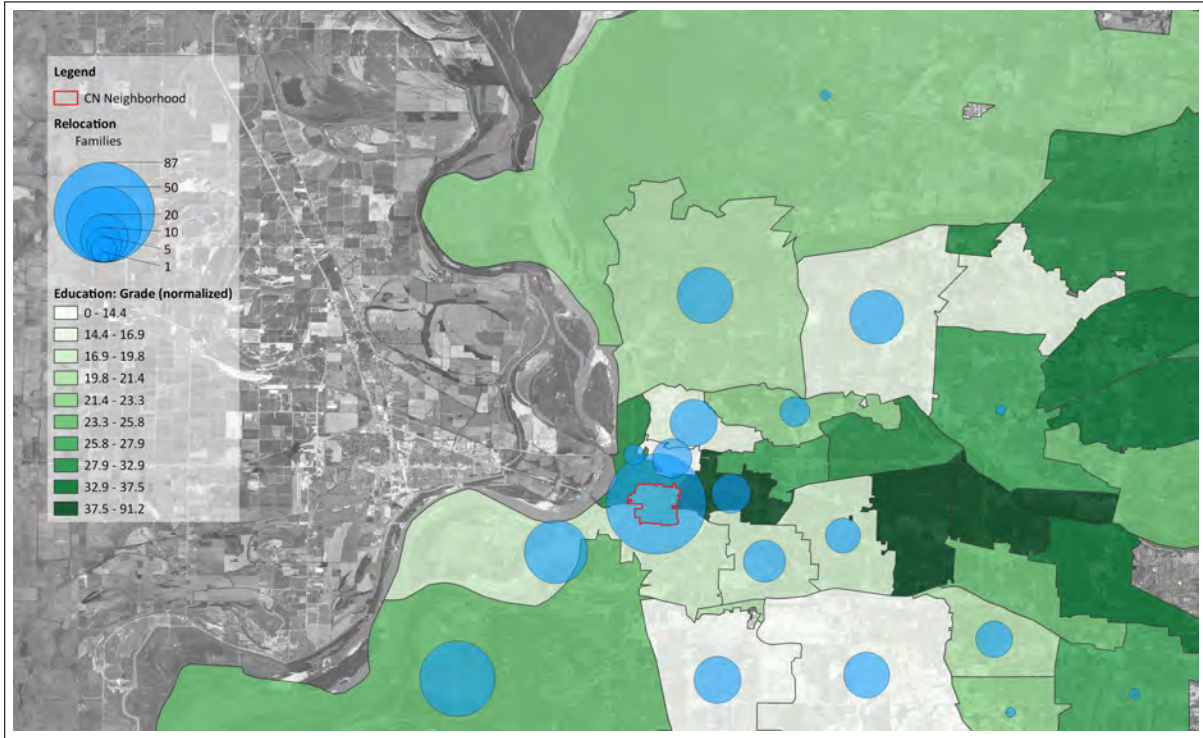 Legend
CN Neighborhood
Relocation
Families
87
50
20
10
5
1
Education: Grade (normalized)
0 - 14.4
14.4 - 16.9
16.9 - 19.8
19.8 - 21.4
21.4 - 23.3
23.3 - 25.8
25.8 - 27.9
27.9 - 32.9
32.9 - 37.5
37.5 - 91.2